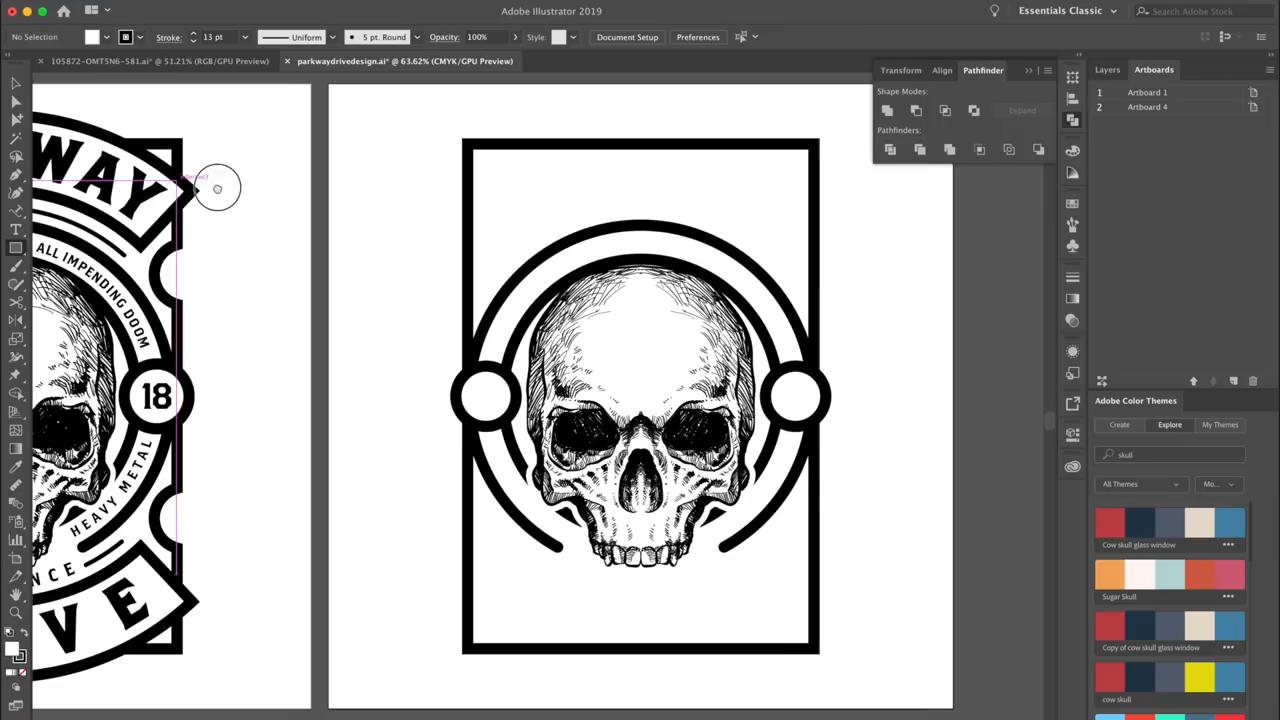 Adobe Illustrator 2019
Essentials Classic
Search Adobe Stock
No Selection
Stroke: 13 pt
Uniform
5 pt. Round
Opacity: 100%
Style:
Document Setup
Preferences
105872-OMT5N6-581.ai* @ 51.21% (RGB/GPU Preview)
parkwaydrivedesign.ai* @ 63.62% (CMYK/GPU Preview)
Transform
Align
Pathfinder
Shape Modes:
Expand
Pathfinders:
Layers
Artboards
1 Artboard 1
2 Artboard 4
WAY
intersect
ALL IMPENDING DOOM
18
HEAVY METAL
NCE
VE
Adobe Color Themes
Create
Explore
My Themes
skull
All Themes
Mo...
Cow skull glass window
Sugar Skull
Copy of cow skull glass window
cow skull